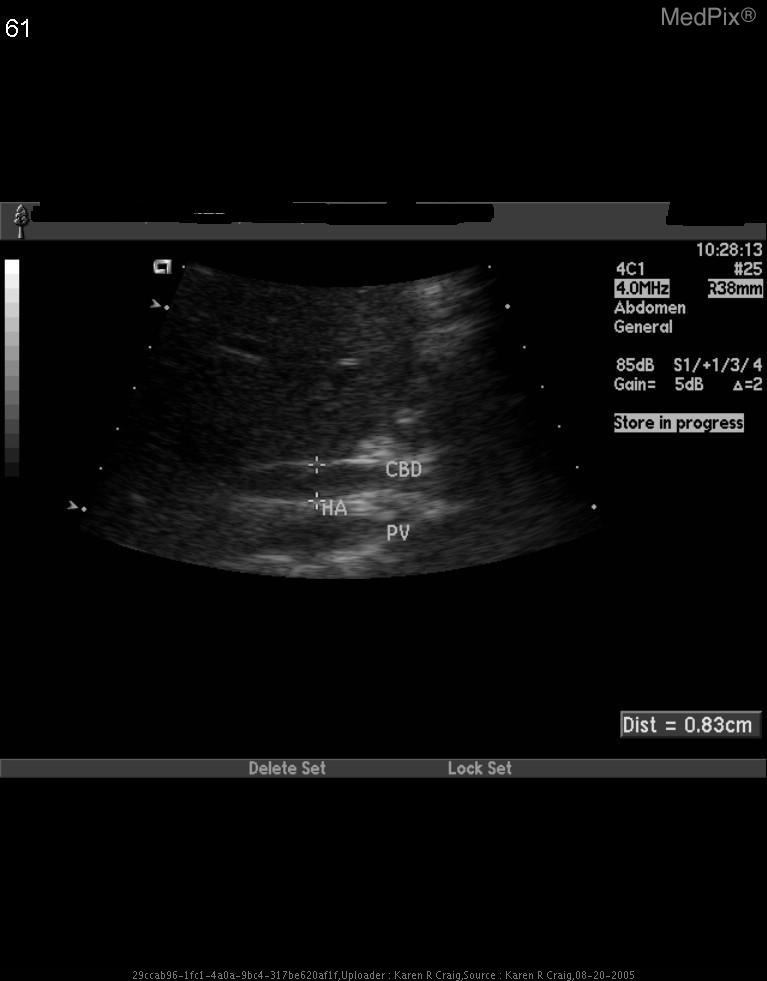 61
MedPix®
10:28:13
4C1 #25
4.0MHz R38mm
Abdomen
General
85dB S1/+1/3/4
Gain= 5dB Δ=2
Store in progress
CBD
HA
PV
Dist = 0.83cm
Delete Set Lock Set
29ccab96-1fc1-4a0a-9bc4-317be620af1f,Uploader : Karen R Craig,Source : Karen R Craig,08-20-2005